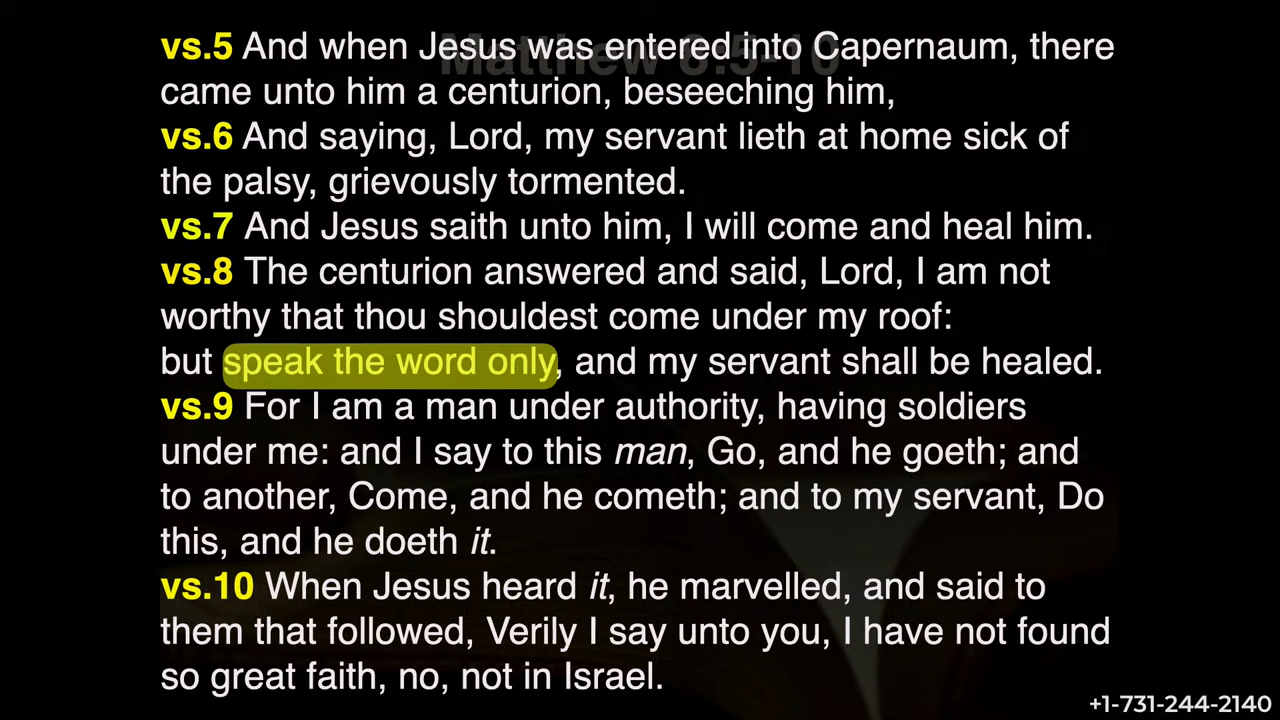 Matthew 8:5-10
vs.5 And when Jesus was entered into Capernaum, there
came unto him a centurion, beseeching him,
vs.6 And saying, Lord, my servant lieth at home sick of
the palsy, grievously tormented.
vs.7 And Jesus saith unto him, I will come and heal him.
vs.8 The centurion answered and said, Lord, I am not
worthy that thou shouldest come under my roof:
but speak the word only, and my servant shall be healed.
vs.9 For I am a man under authority, having soldiers
under me: and I say to this man, Go, and he goeth; and
to another, Come, and he cometh; and to my servant, Do
this, and he doeth it.
vs.10 When Jesus heard it, he marvelled, and said to
them that followed, Verily I say unto you, I have not found
so great faith, no, not in Israel.
+1-731-244-2140